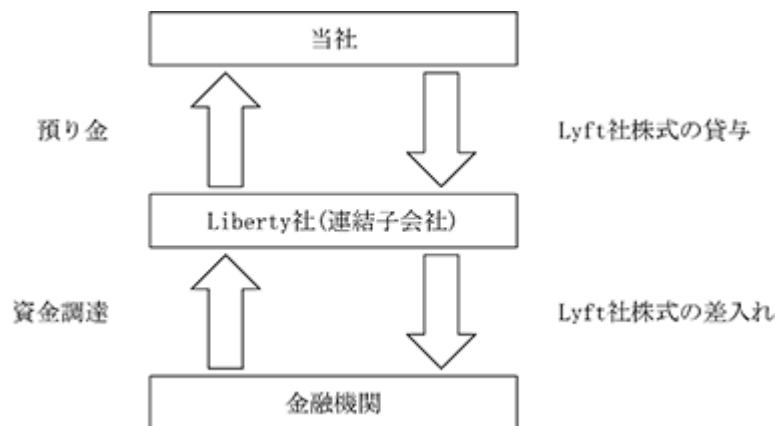 当社
預り金
Lyft社株式の貸与
Liberty社(連結子会社)
資金調達
Lyft社株式の差入れ
金融機関